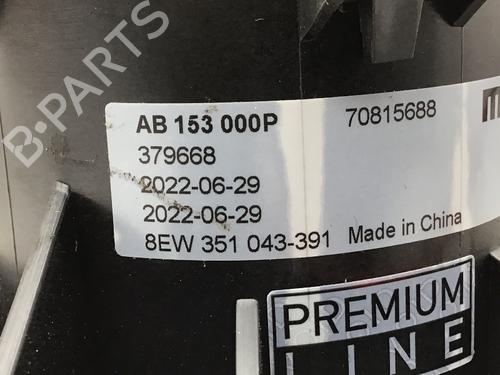 B-PARTS
AB 153 000P 70815688
379668
2022-06-29
2022-06-29
8EW 351 043-391 Made in China
PREMIUM
LINE